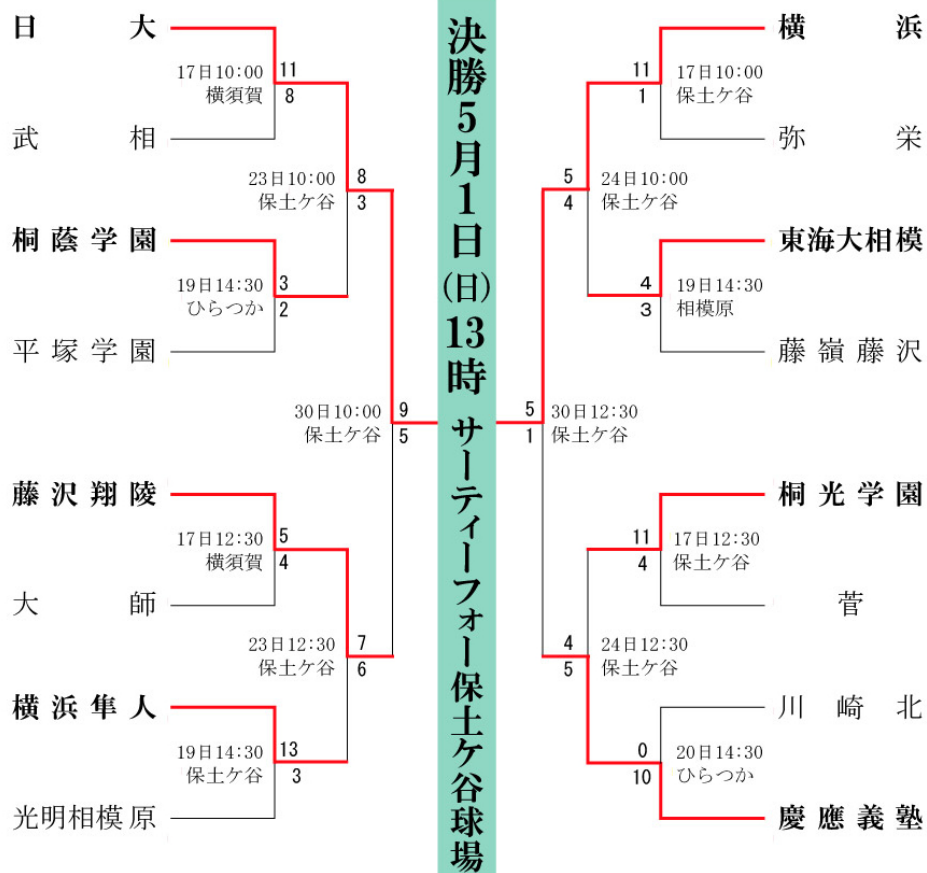 日大
17日10:00
横須賀
11
8
武相
23日10:00
保土ケ谷
8
3
桐蔭学園
19日14:30
ひらつか
3
2
平塚学園
30日10:00
保土ケ谷
9
5
藤沢翔陵
17日12:30
横須賀
5
4
大師
23日12:30
保土ケ谷
7
6
横浜隼人
19日14:30
保土ケ谷
13
3
光明相模原
決勝5月1日(日)13時 サーティーフォー保土ケ谷球場
横浜
11
1
17日10:00
保土ケ谷
弥栄
5
4
24日10:00
保土ケ谷
東海大相模
4
3
19日14:30
相模原
藤嶺藤沢
5
1
30日12:30
保土ケ谷
桐光学園
11
4
17日12:30
保土ケ谷
菅
4
5
24日12:30
保土ケ谷
川崎北
0
10
20日14:30
ひらつか
慶應義塾